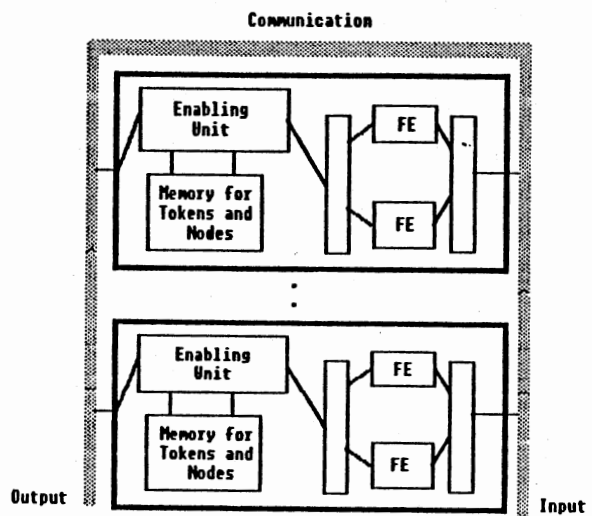 Communication
Enabling
Unit
FE
Memory for
Tokens and
Nodes
FE
Enabling
Unit
FE
Memory for
Tokens and
Nodes
FE
Output
Input